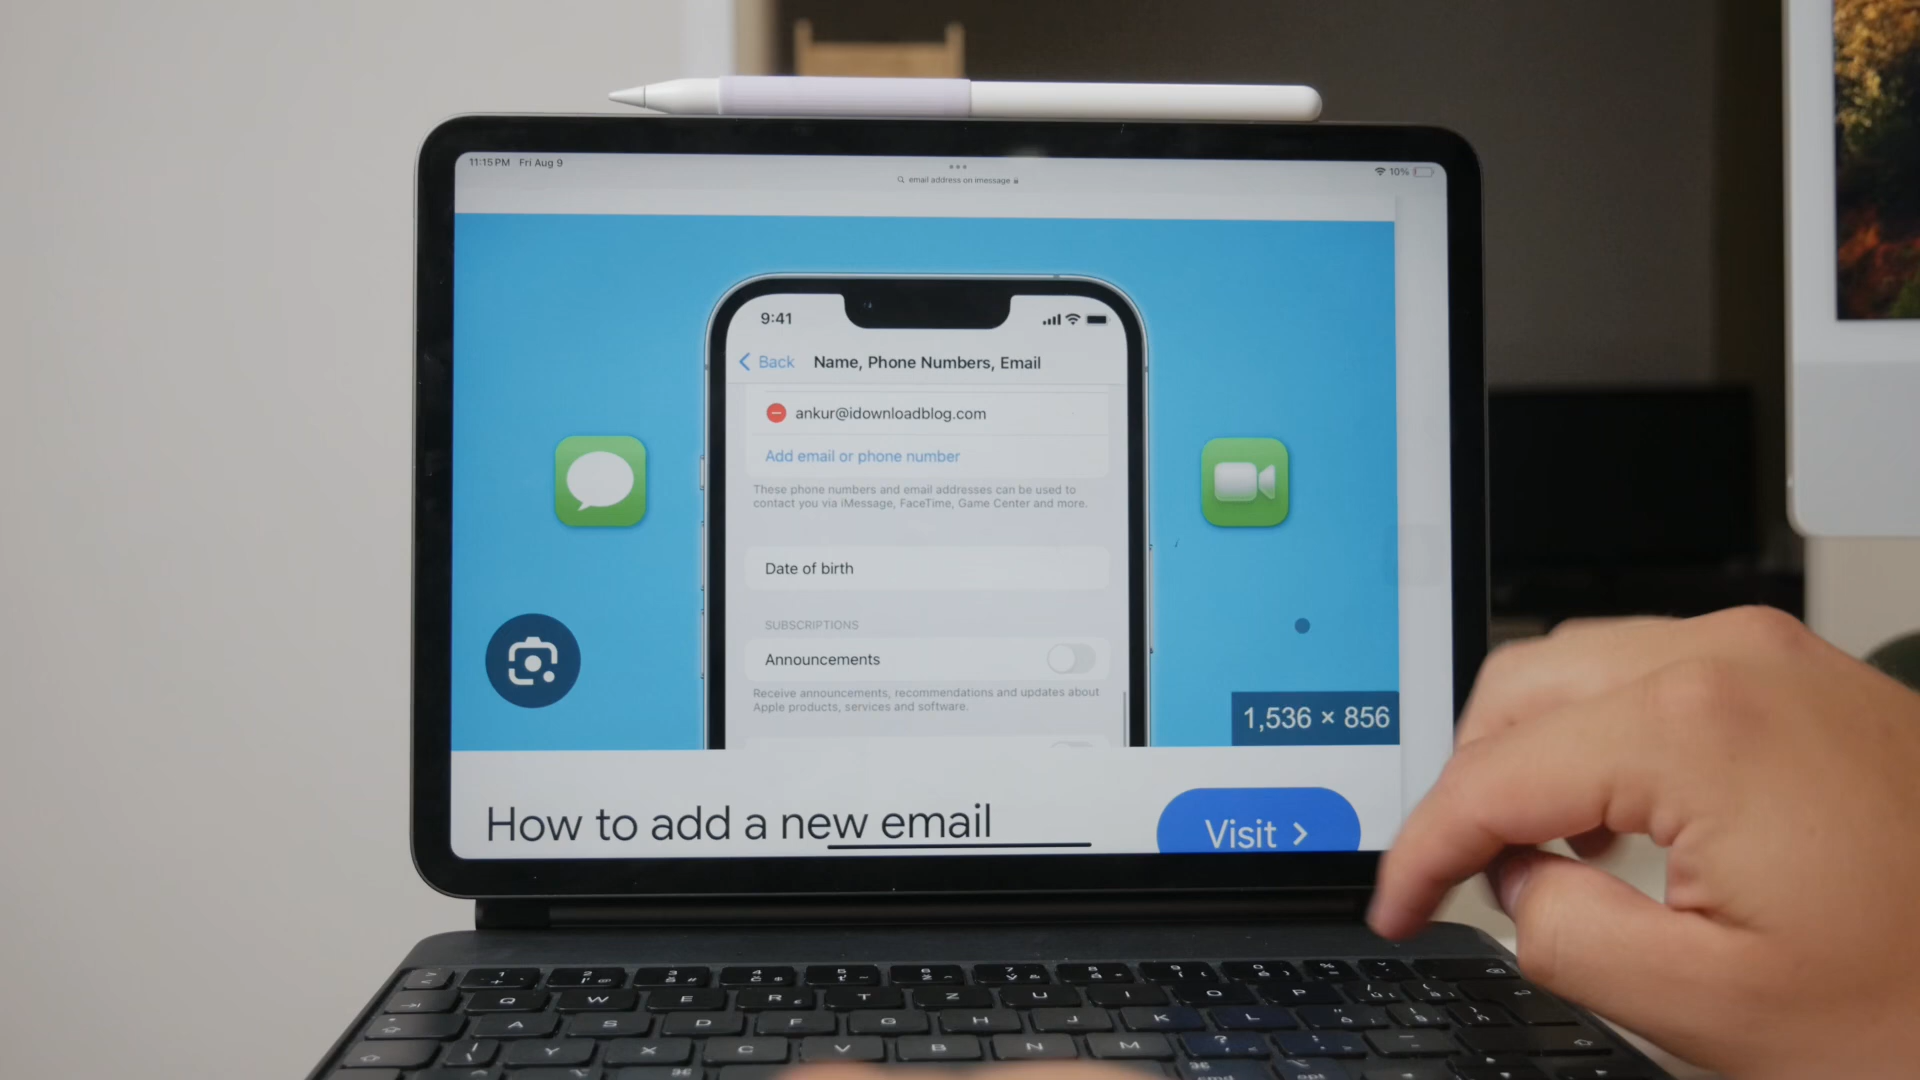 11:15 PM Fri Aug 9
email address on imessage
10%
9:41
Back
Name, Phone Numbers, Email
ankur@idownloadblog.com
Add email or phone number
These phone numbers and email addresses can be used to
contact you via iMessage, FaceTime, Game Center and more.
Date of birth
SUBSCRIPTIONS
Announcements
Receive announcements, recommendations and updates about
Apple products, services and software.
1,536 × 856
How to add a new email
Visit
Q W E R T Z U I O P
A S D F G H J K L
Y X C V B N M
cmd opt